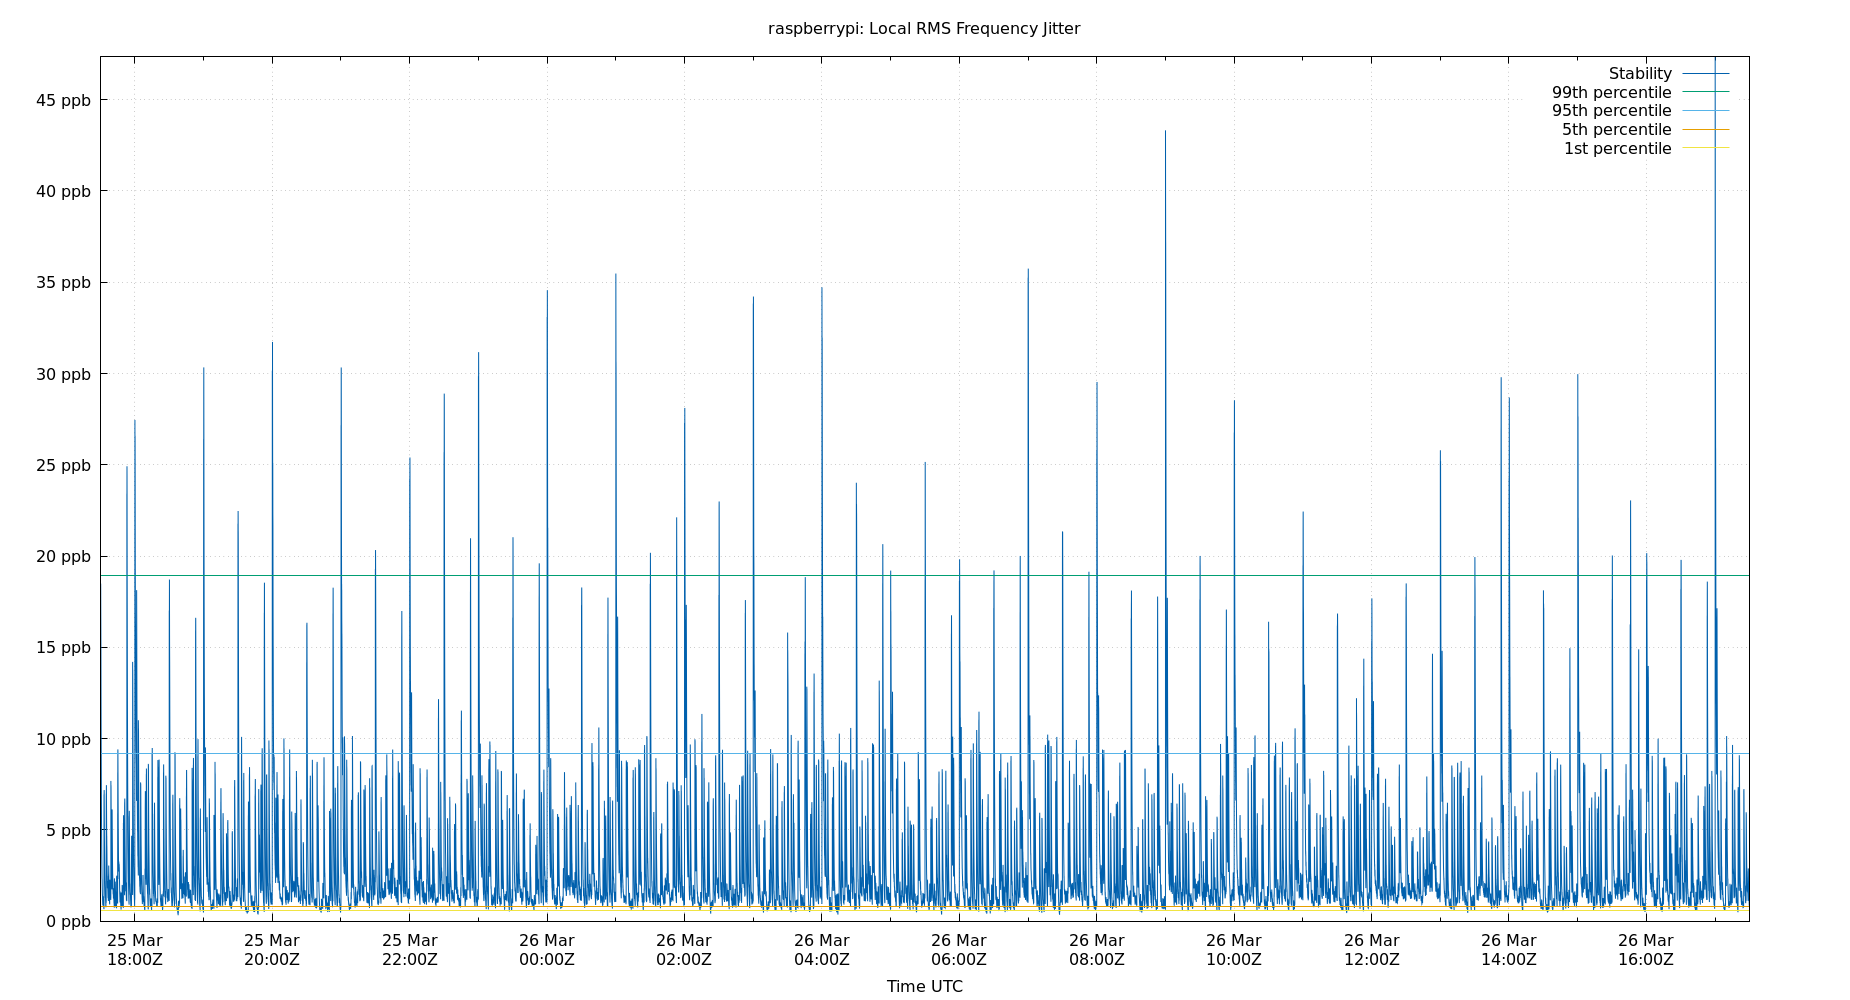 raspberrypi: Local RMS Frequency Jitter
Stability
99th percentile
95th percentile
5th percentile
1st percentile
45 ppb
40 ppb
35 ppb
30 ppb
25 ppb
20 ppb
15 ppb
10 ppb
5 ppb
0 ppb
25 Mar 25 Mar 25 Mar 26 Mar 26 Mar 26 Mar 26 Mar 26 Mar 26 Mar 26 Mar 26 Mar 26 Mar
18:00Z 20:00Z 22:00Z 00:00Z 02:00Z 04:00Z 06:00Z 08:00Z 10:00Z 12:00Z 14:00Z 16:00Z
Time UTC